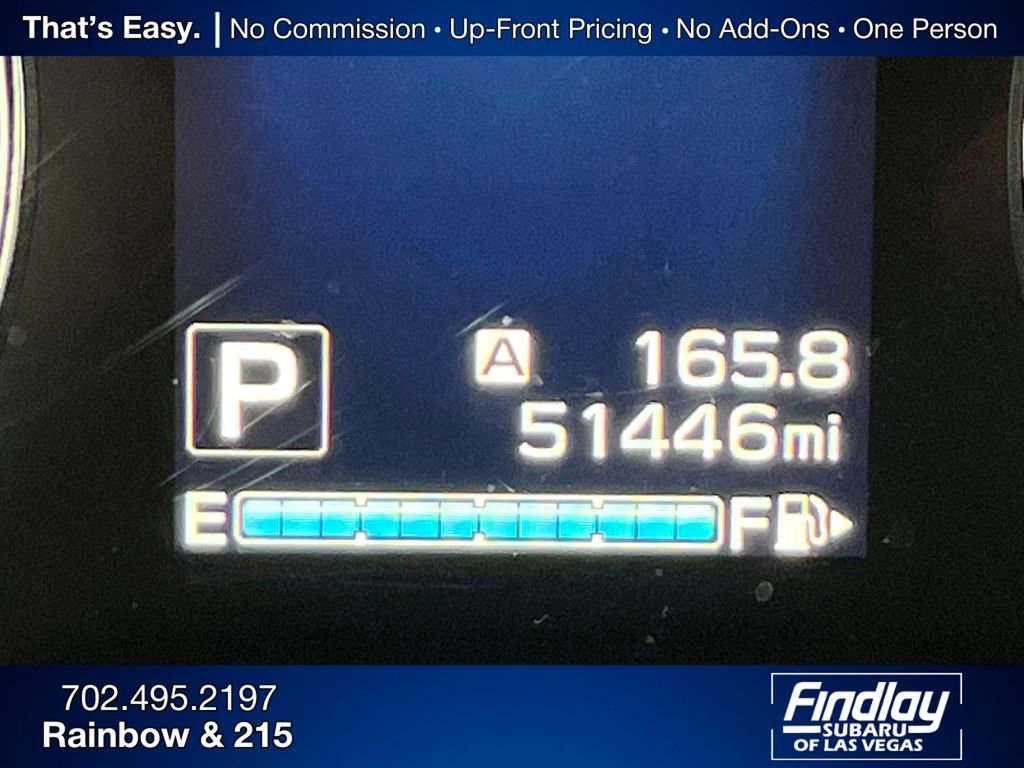 That's Easy. | No Commission • Up-Front Pricing • No Add-Ons • One Person
P
A 165.8
51446mi
E F
702.495.2197
Rainbow & 215
Findlay
SUBARU
OF LAS VEGAS